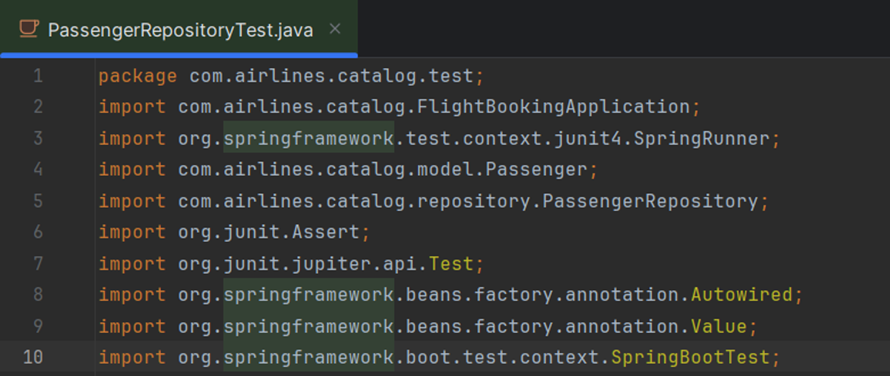 PassengerRepositoryTest.java
1 package com.airlines.catalog.test;
2 import com.airlines.catalog.FlightBookingApplication;
3 import org.springframework.test.context.junit4.SpringRunner;
4 import com.airlines.catalog.model.Passenger;
5 import com.airlines.catalog.repository.PassengerRepository;
6 import org.junit.Assert;
7 import org.junit.jupiter.api.Test;
8 import org.springframework.beans.factory.annotation.Autowired;
9 import org.springframework.beans.factory.annotation.Value;
10 import org.springframework.boot.test.context.SpringBootTest;